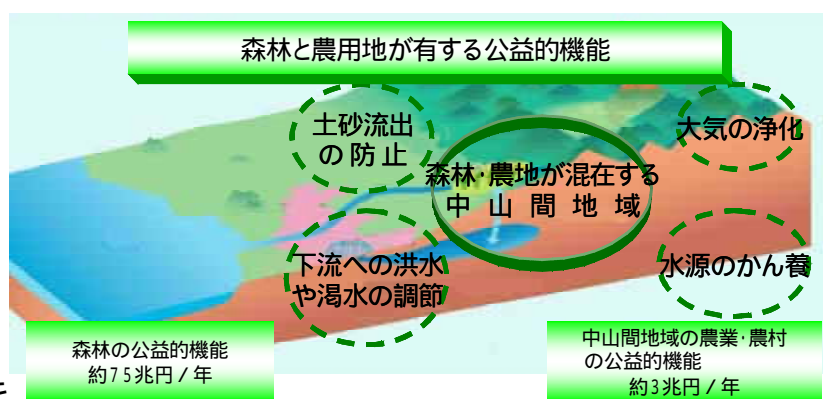 森林と農用地が有する公益的機能
土砂流出
の防止
大気の浄化
森林・農地が混在する
中山間地域
下流への洪水
や渇水の調節
水源のかん養
森林の公益的機能
約75兆円/年
中山間地域の農業・農村
の公益的機能
約3兆円/年